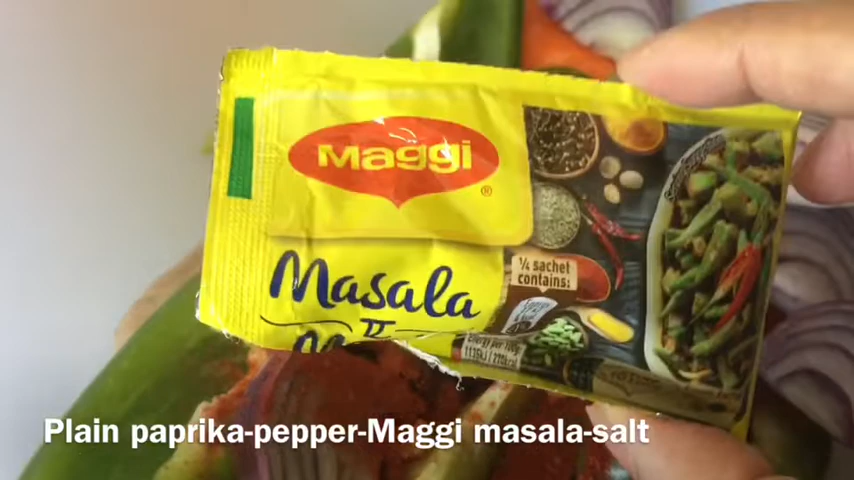 Maggi
®
Masala
¼ sachet
contains:
Plain paprika-pepper-Maggi masala-salt